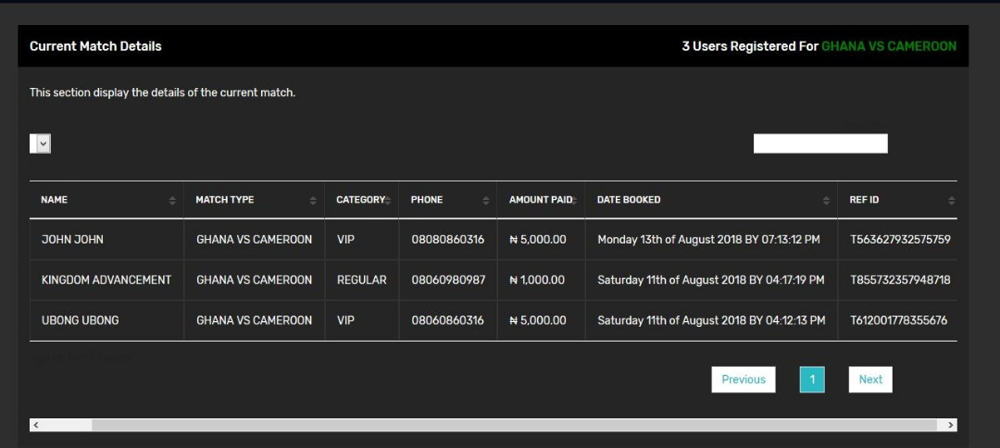 Current Match Details 3 Users Registered For GHANA VS CAMEROON
This section display the details of the current match.
NAME MATCH TYPE CATEGORY PHONE AMOUNT PAID DATE BOOKED REF ID
JOHN JOHN GHANA VS CAMEROON VIP 08080860316 ₦ 5,000.00 Monday 13th of August 2018 BY 07:13:12 PM T563627932575759
KINGDOM ADVANCEMENT GHANA VS CAMEROON REGULAR 08060980987 ₦ 1,000.00 Saturday 11th of August 2018 BY 04:17:19 PM T855732357948718
UBONG UBONG GHANA VS CAMEROON VIP 08060860316 ₦ 5,000.00 Saturday 11th of August 2018 BY 04:12:13 PM T612001778355676
Previous 1 Next